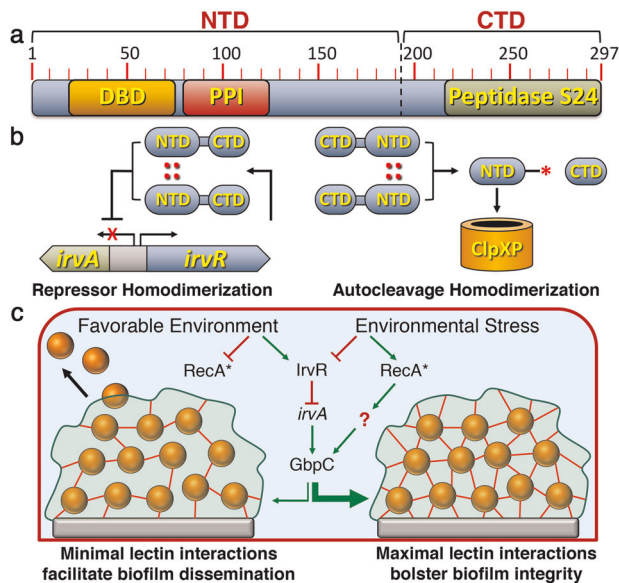 NTD CTD
a
1 50 100 150 200 250 297
DBD PPI Peptidase S24
b
NTD CTD CTD NTD
NTD * CTD
NTD CTD CTD NTD
X
ClpXP
irvA irvR
Repressor Homodimerization Autocleavage Homodimerization
c
Favorable Environment Environmental Stress
RecA* IrvR RecA*
irvA ?
GbpC
Minimal lectin interactions Maximal lectin interactions
facilitate biofilm dissemination bolster biofilm integrity